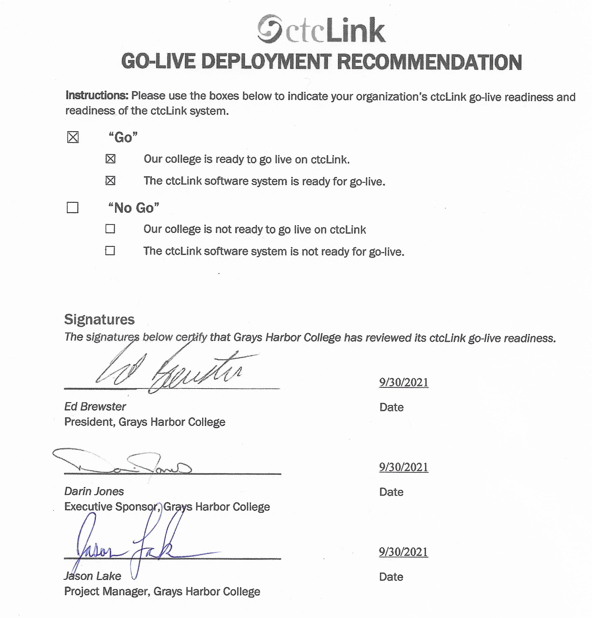 ctcLink
GO-LIVE DEPLOYMENT RECOMMENDATION
Instructions: Please use the boxes below to indicate your organization's ctcLink go-live readiness and
readiness of the ctcLink system.
☒ “Go”
☒ Our college is ready to go live on ctcLink.
☒ The ctcLink software system is ready for go-live.
☐ “No Go”
☐ Our college is not ready to go live on ctcLink
☐ The ctcLink software system is not ready for go-live.
Signatures
The signatures below certify that Grays Harbor College has reviewed its ctcLink go-live readiness.
Ed Brewster 9/30/2021
Ed Brewster Date
President, Grays Harbor College
Darin Jones 9/30/2021
Darin Jones Date
Executive Sponsor, Grays Harbor College
Jason Lake 9/30/2021
Jason Lake Date
Project Manager, Grays Harbor College